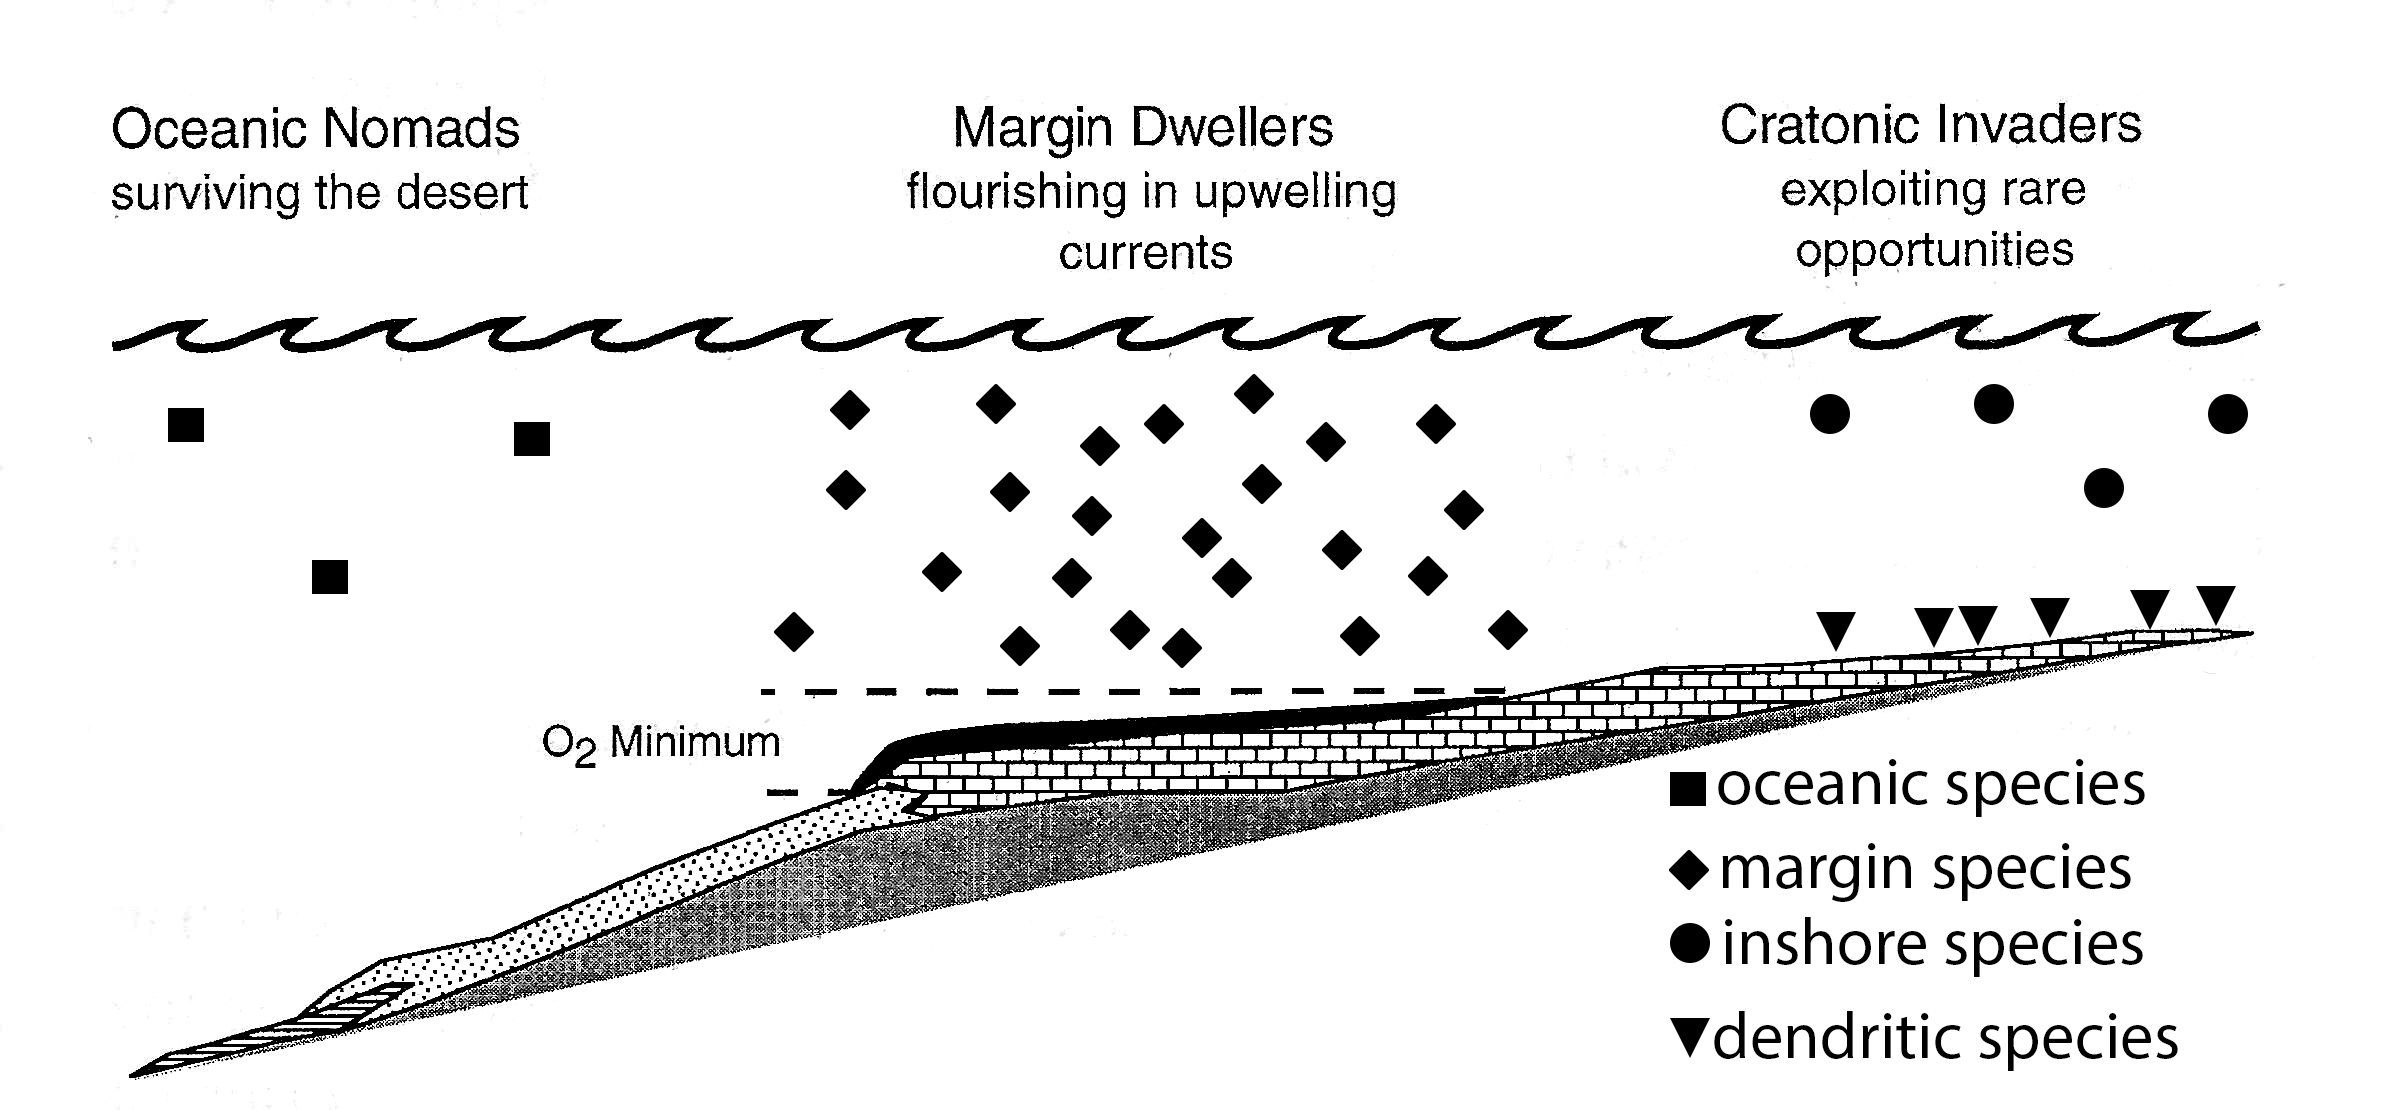 Oceanic Nomads
surviving the desert
Margin Dwellers
flourishing in upwelling
currents
Cratonic Invaders
exploiting rare
opportunities
O2 Minimum
oceanic species
margin species
inshore species
dendritic species